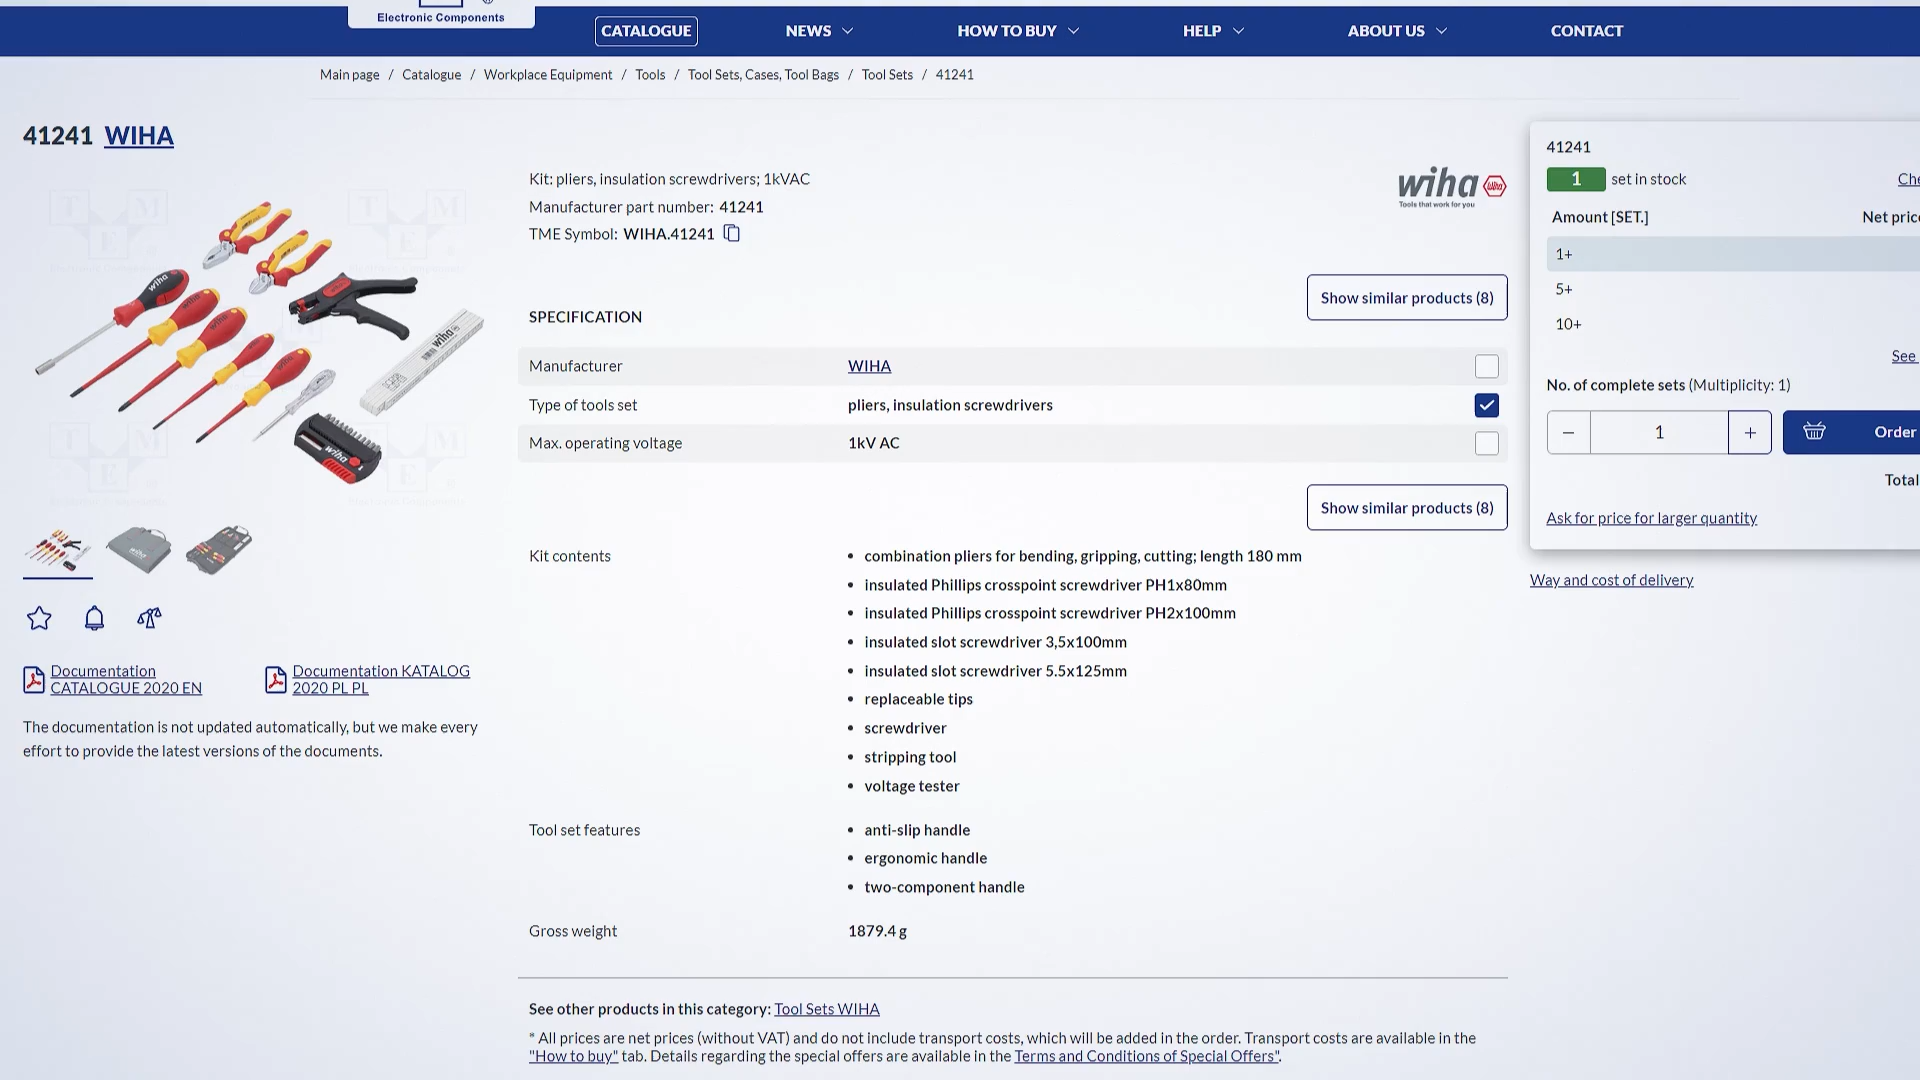 Electronic Components
CATALOGUE
NEWS
HOW TO BUY
HELP
ABOUT US
CONTACT
Main page / Catalogue / Workplace Equipment / Tools / Tool Sets, Cases, Tool Bags / Tool Sets / 41241
41241 WIHA
Kit: pliers, insulation screwdrivers; 1kVAC
Manufacturer part number: 41241
TME Symbol: WIHA.41241
wiha
Tools that work for you
Show similar products (8)
SPECIFICATION
Manufacturer WIHA
Type of tools set pliers, insulation screwdrivers
Max. operating voltage 1kV AC
Show similar products (8)
Kit contents
• combination pliers for bending, gripping, cutting; length 180 mm
• insulated Phillips crosspoint screwdriver PH1x80mm
• insulated Phillips crosspoint screwdriver PH2x100mm
• insulated slot screwdriver 3,5x100mm
• insulated slot screwdriver 5.5x125mm
• replaceable tips
• screwdriver
• stripping tool
• voltage tester
Tool set features
• anti-slip handle
• ergonomic handle
• two-component handle
Gross weight 1879.4 g
See other products in this category: Tool Sets WIHA
* All prices are net prices (without VAT) and do not include transport costs, which will be added in the order. Transport costs are available in the
"How to buy" tab. Details regarding the special offers are available in the Terms and Conditions of Special Offers".
Documentation
CATALOGUE 2020 EN
Documentation KATALOG
2020 PL PL
The documentation is not updated automatically, but we make every
effort to provide the latest versions of the documents.
41241
1 set in stock
Che
Amount [SET.] Net pric
1+
5+
10+
See
No. of complete sets (Multiplicity: 1)
− 1 +
Order
Total
Ask for price for larger quantity
Way and cost of delivery